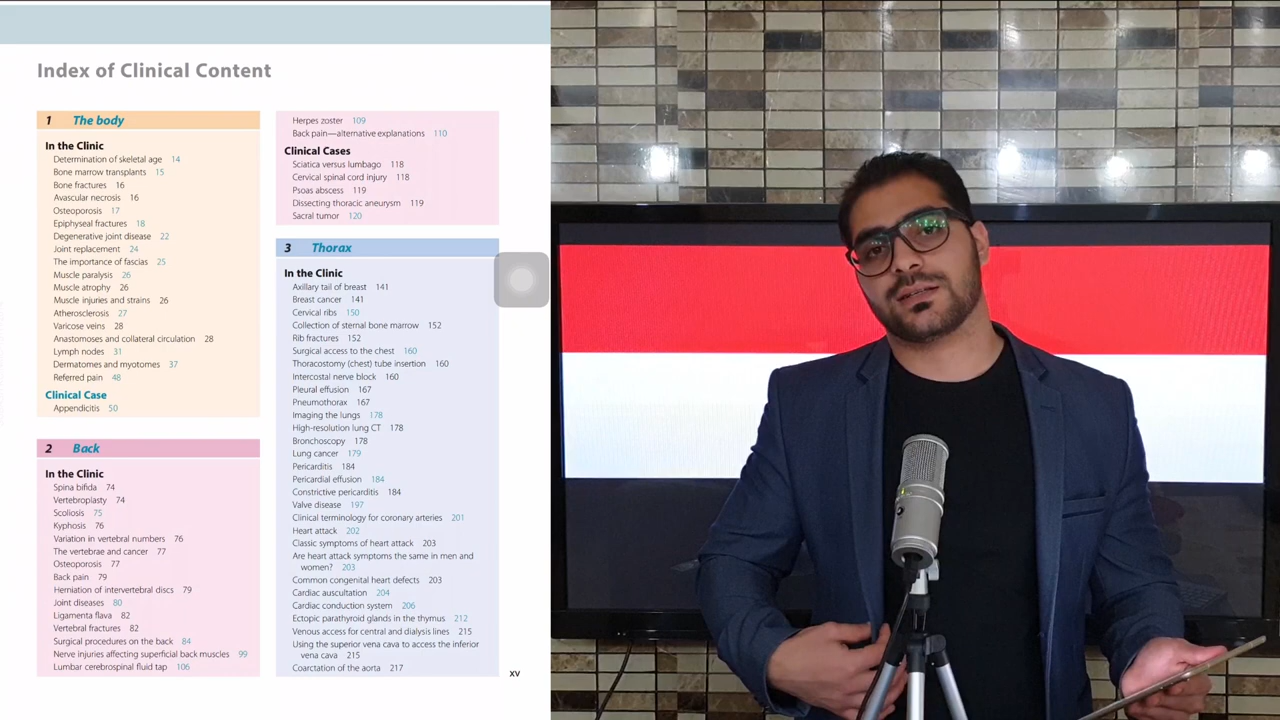 Index of Clinical Content
1 The body
In the Clinic
Determination of skeletal age 14
Bone marrow transplants 15
Bone fractures 16
Avascular necrosis 16
Osteoporosis 17
Epiphyseal fractures 18
Degenerative joint disease 22
Joint replacement 24
The importance of fascias 25
Muscle paralysis 26
Muscle atrophy 26
Muscle injuries and strains 26
Atherosclerosis 27
Varicose veins 28
Anastomoses and collateral circulation 28
Lymph nodes 31
Dermatomes and myotomes 37
Referred pain 48
Clinical Case
Appendicitis 50
2 Back
In the Clinic
Spina bifida 74
Vertebroplasty 74
Scoliosis 75
Kyphosis 76
Variation in vertebral numbers 76
The vertebrae and cancer 77
Osteoporosis 77
Back pain 79
Herniation of intervertebral discs 79
Joint diseases 80
Ligamenta flava 82
Vertebral fractures 82
Surgical procedures on the back 84
Nerve injuries affecting superficial back muscles 99
Lumbar cerebrospinal fluid tap 106
Herpes zoster 109
Back pain—alternative explanations 110
Clinical Cases
Sciatica versus lumbago 118
Cervical spinal cord injury 118
Psoas abscess 119
Dissecting thoracic aneurysm 119
Sacral tumor 120
3 Thorax
In the Clinic
Axillary tail of breast 141
Breast cancer 141
Cervical ribs 150
Collection of sternal bone marrow 152
Rib fractures 152
Surgical access to the chest 160
Thoracostomy (chest) tube insertion 160
Intercostal nerve block 160
Pleural effusion 167
Pneumothorax 167
Imaging the lungs 178
High-resolution lung CT 178
Bronchoscopy 178
Lung cancer 179
Pericarditis 184
Pericardial effusion 184
Constrictive pericarditis 184
Valve disease 197
Clinical terminology for coronary arteries 201
Heart attack 202
Classic symptoms of heart attack 203
Are heart attack symptoms the same in men and
women? 203
Common congenital heart defects 203
Cardiac auscultation 204
Cardiac conduction system 206
Ectopic parathyroid glands in the thymus 212
Venous access for central and dialysis lines 215
Using the superior vena cava to access the inferior
vena cava 215
Coarctation of the aorta 217
XV